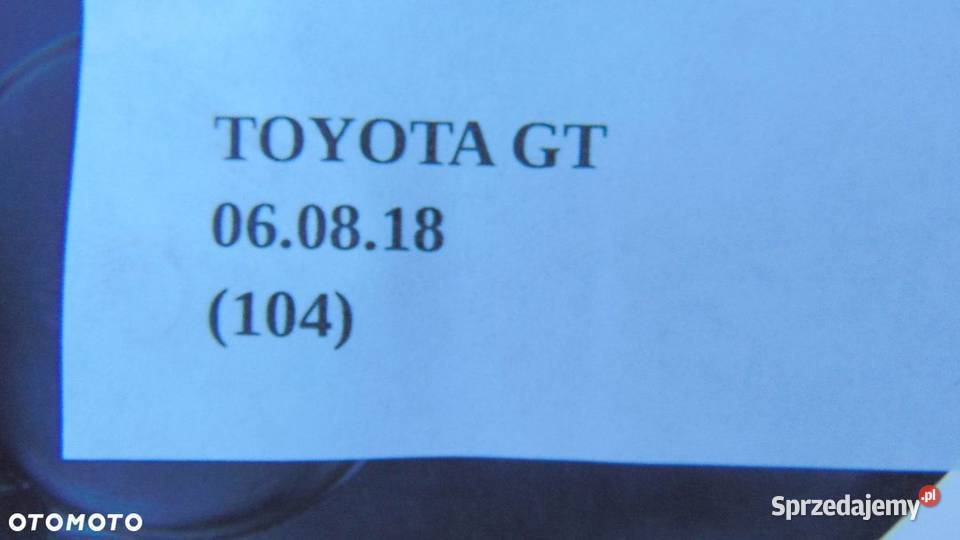 TOYOTA GT
06.08.18
(104)
OTOMOTO
Sprzedajemy.pl